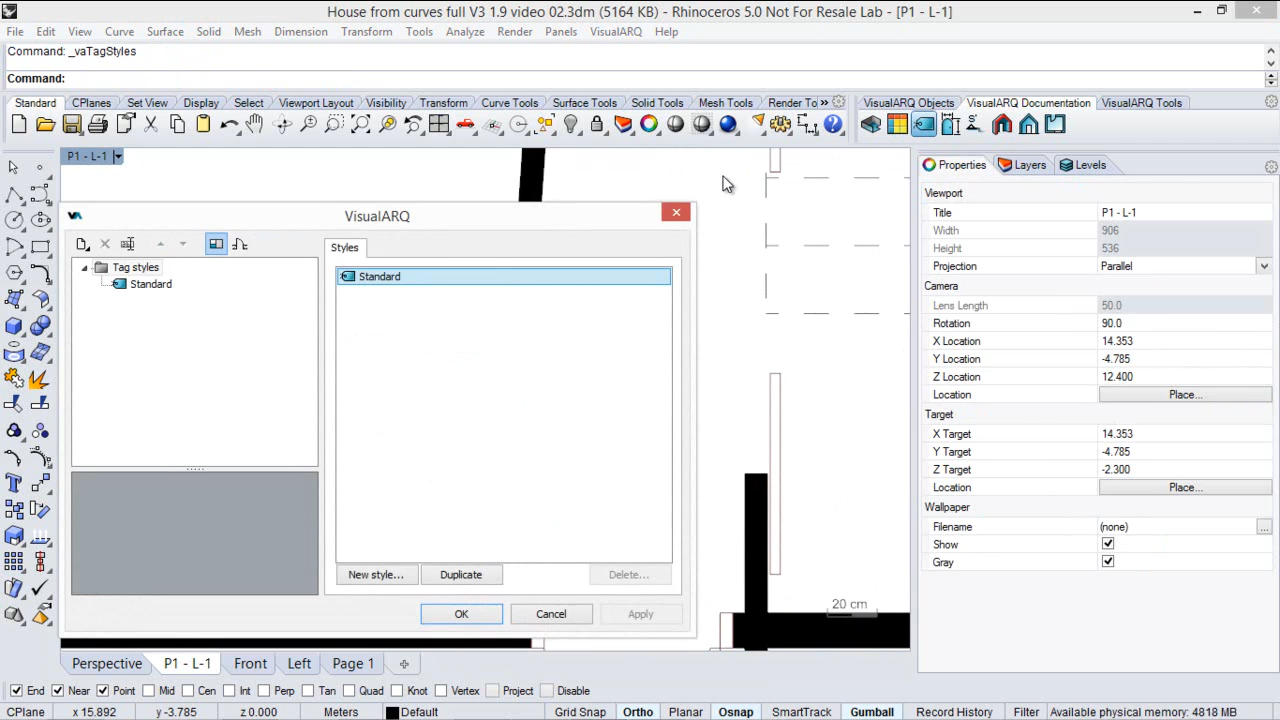 House from curves full V3 1.9 video 02.3dm (5164 KB) - Rhinoceros 5.0 Not For Resale Lab - [P1 - L-1]
File Edit View Curve Surface Solid Mesh Dimension Transform Tools Analyze Render Panels VisualARQ Help
Command: _vaTagStyles
Command:
Standard CPlanes Set View Display Select Viewport Layout Visibility Transform Curve Tools Surface Tools Solid Tools Mesh Tools Render To » VisualARQ Objects VisualARQ Documentation VisualARQ Tools
P1 - L-1
Properties Layers Levels
Viewport
Title P1 - L-1
Width 906
Height 536
Projection Parallel
Camera
Lens Length 50.0
Rotation 90.0
X Location 14.353
Y Location -4.785
Z Location 12.400
Location Place...
Target
X Target 14.353
Y Target -4.785
Z Target -2.300
Location Place...
Wallpaper
Filename (none) ...
Show
Gray
VisualARQ
Styles
Tag styles
Standard
Standard
New style... Duplicate Delete...
OK Cancel Apply
20 cm
Perspective P1 - L-1 Front Left Page 1
End Near Point Mid Cen Int Perp Tan Quad Knot Vertex Project Disable
CPlane x 15.892 y -3.785 z 0.000 Meters Default Grid Snap Ortho Planar Osnap SmartTrack Gumball Record History Filter Available memory: 4818 MB